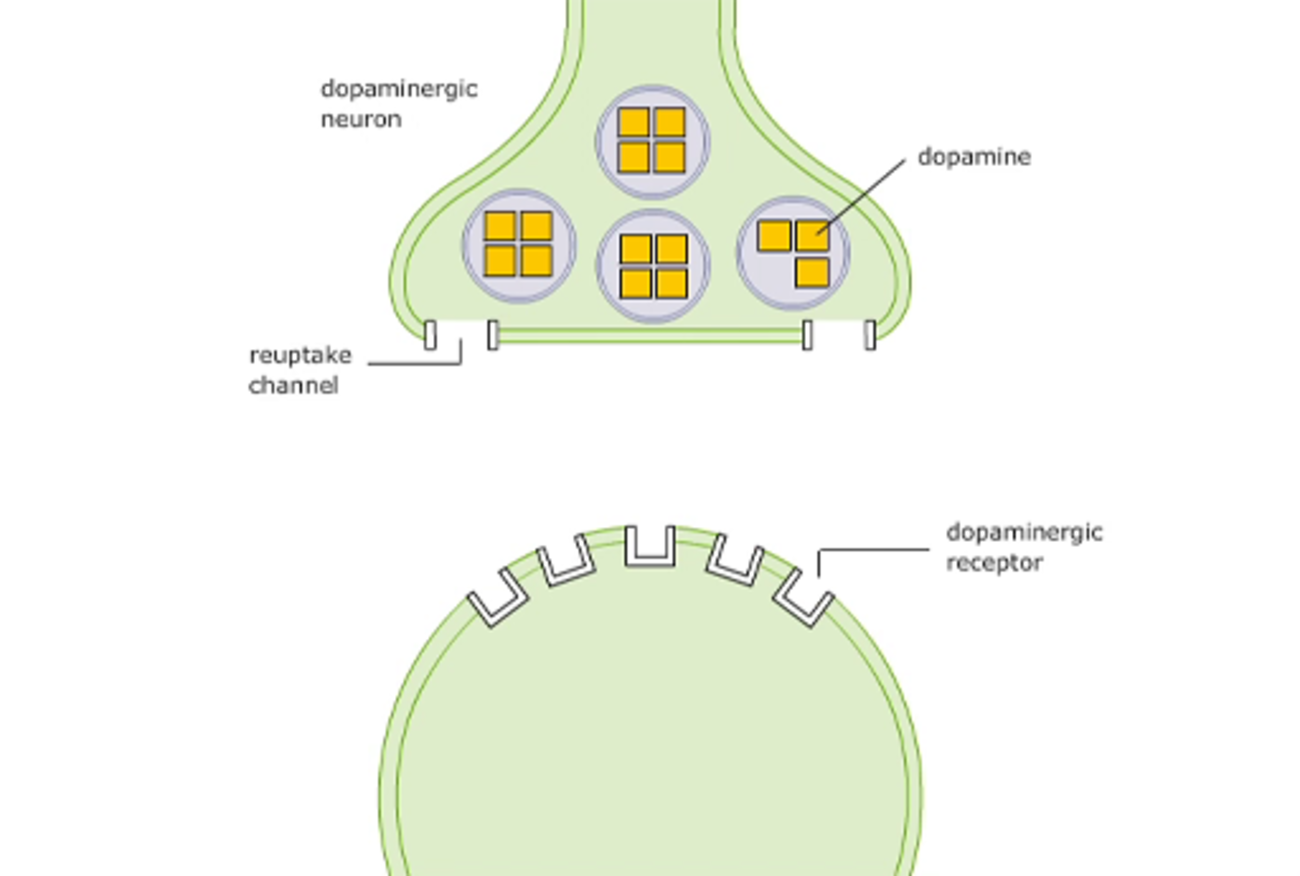 dopaminergic
neuron
dopamine
reuptake
channel
dopaminergic
receptor